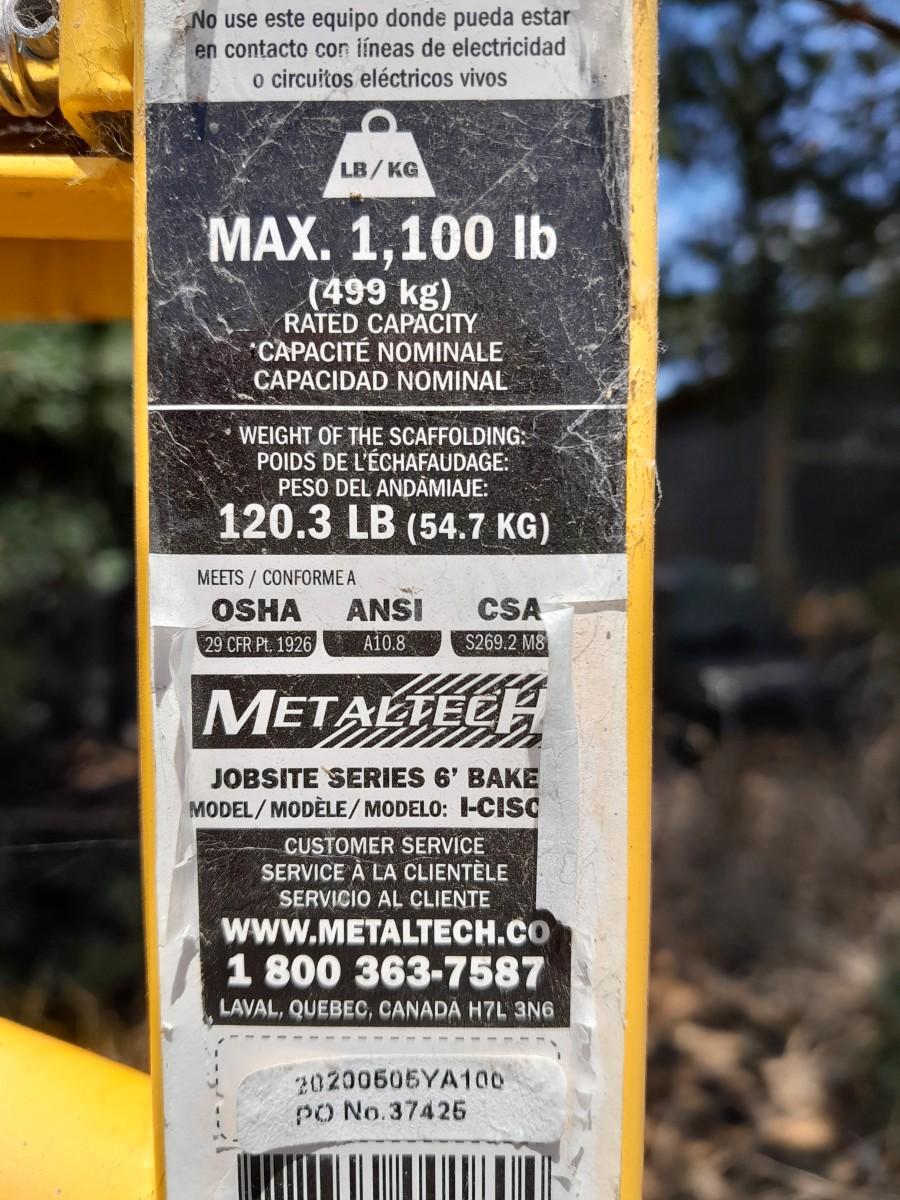 No use este equipo donde pueda estar
en contacto con líneas de electricidad
o circuitos eléctricos vivos
LB / KG
MAX. 1,100 lb
(499 kg)
RATED CAPACITY
CAPACITÉ NOMINALE
CAPACIDAD NOMINAL
WEIGHT OF THE SCAFFOLDING:
POIDS DE L'ÉCHAFAUDAGE:
PESO DEL ANDÀMIAJE:
120.3 LB (54.7 KG)
MEETS / CONFORME A
OSHA ANSI CSA
29 CFR Pt. 1926 A10.8 S269.2 M8
METALTECH
JOBSITE SERIES 6' BAKE
MODEL / MODÈLE / MODELO: I-CISC
CUSTOMER SERVICE
SERVICE À LA CLIENTÈLE
SERVICIO AL CLIENTE
WWW.METALTECH.CO
1 800 363-7587
LAVAL, QUEBEC, CANADA H7L 3N6
20200505YA100
PO No.37425